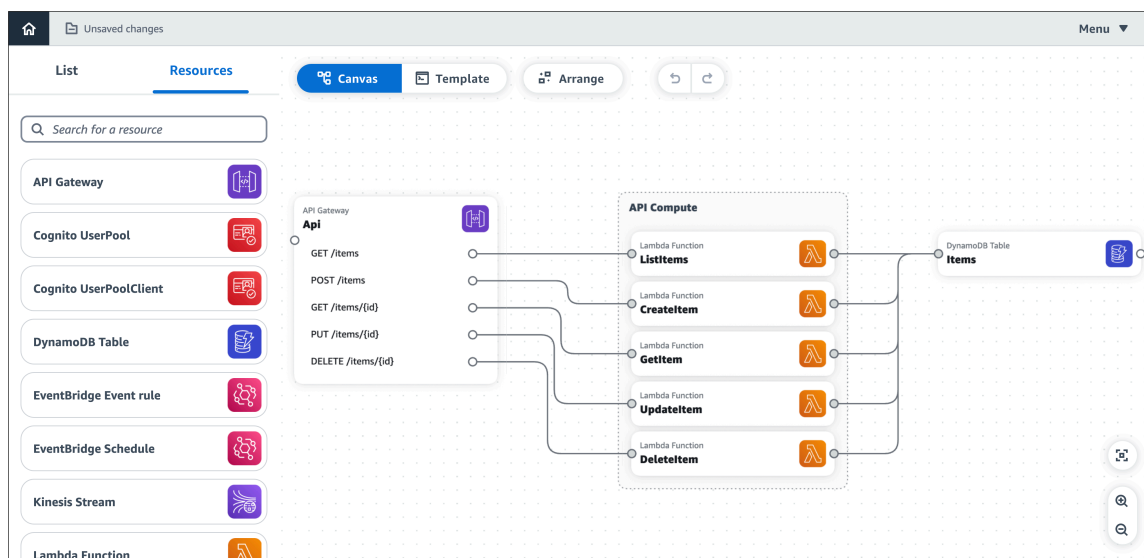 Unsaved changes
Menu
List
Resources
Canvas
Template
Arrange
Search for a resource
API Gateway
Cognito UserPool
Cognito UserPoolClient
DynamoDB Table
EventBridge Event rule
EventBridge Schedule
Kinesis Stream
Lambda Function
API Gateway
Api
GET /items
POST /items
GET /items/{id}
PUT /items/{id}
DELETE /items/{id}
API Compute
Lambda Function
ListItems
Lambda Function
CreateItem
Lambda Function
GetItem
Lambda Function
UpdateItem
Lambda Function
DeleteItem
DynamoDB Table
Items